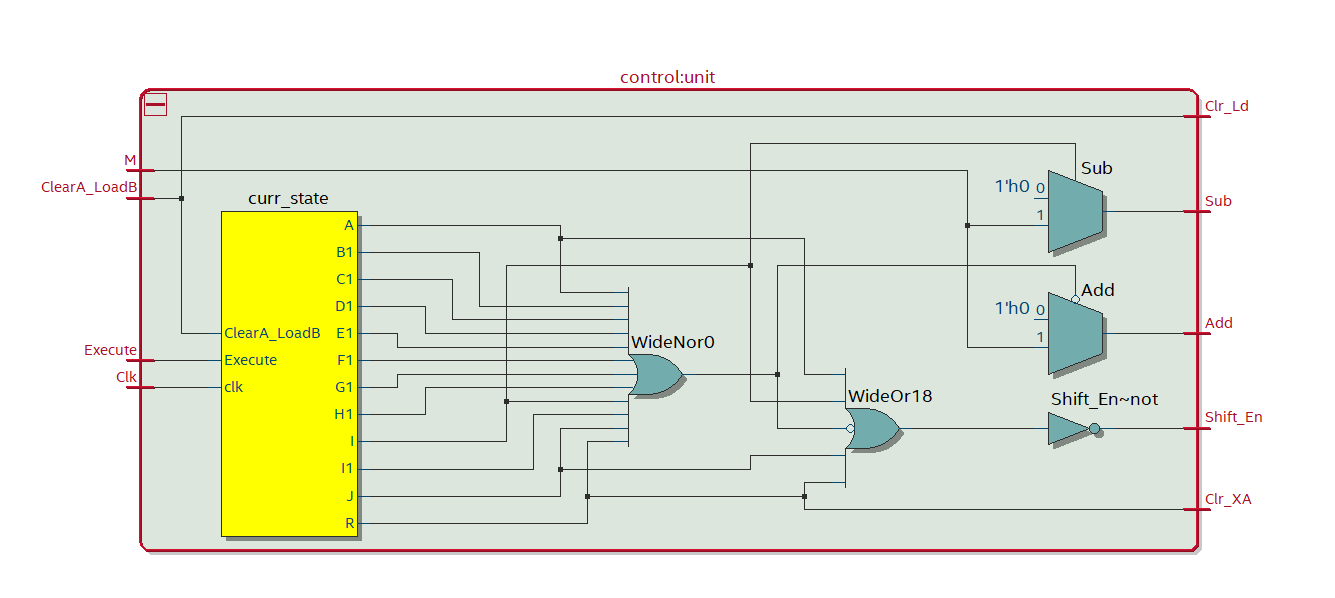 control:unit
Clr_Ld
M
ClearA_LoadB
curr_state
A
B1
C1
D1
ClearA_LoadB E1
Execute F1
clk G1
H1
I
I1
J
R
Execute
Clk
WideNor0
WideOr18
Sub
1'h0 0
1
Sub
Add
1'h0 0
1
Add
Shift_En~not
Shift_En
Clr_XA